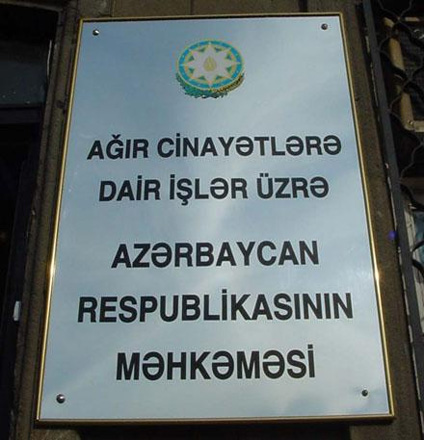 AĞIR CİNAYƏTLƏRƏ
DAİR İŞLƏR ÜZRƏ
AZƏRBAYCAN
RESPUBLİKASININ
MƏHKƏMƏSİ